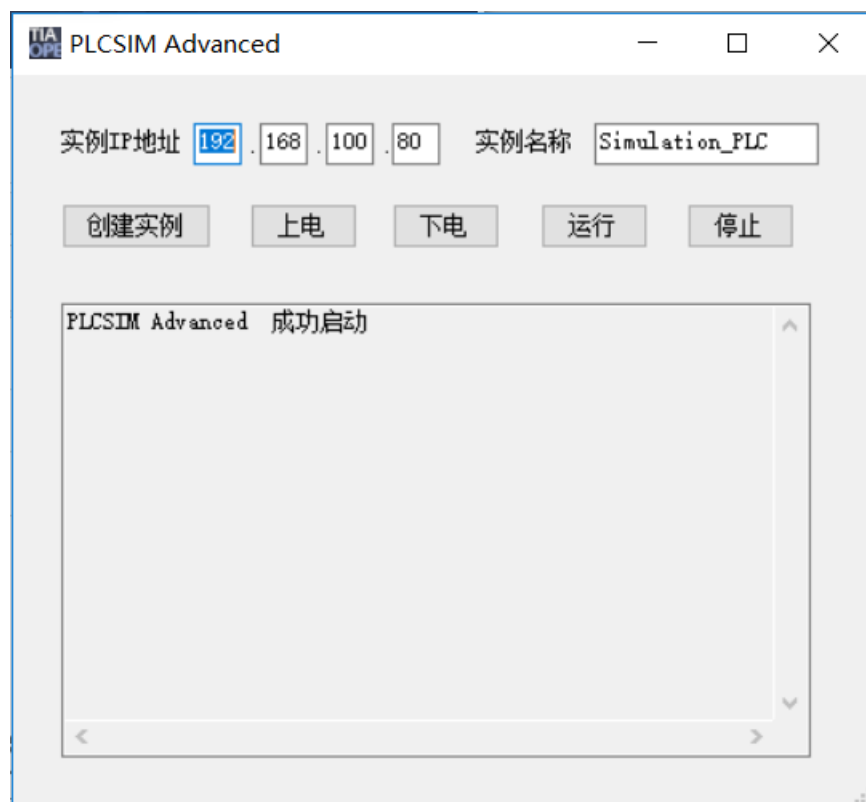 TIA OPE PLCSIM Advanced
实例IP地址 192 . 168 . 100 . 80 实例名称 Simulation_PLC
创建实例 上电 下电 运行 停止
PLCSIM Advanced 成功启动